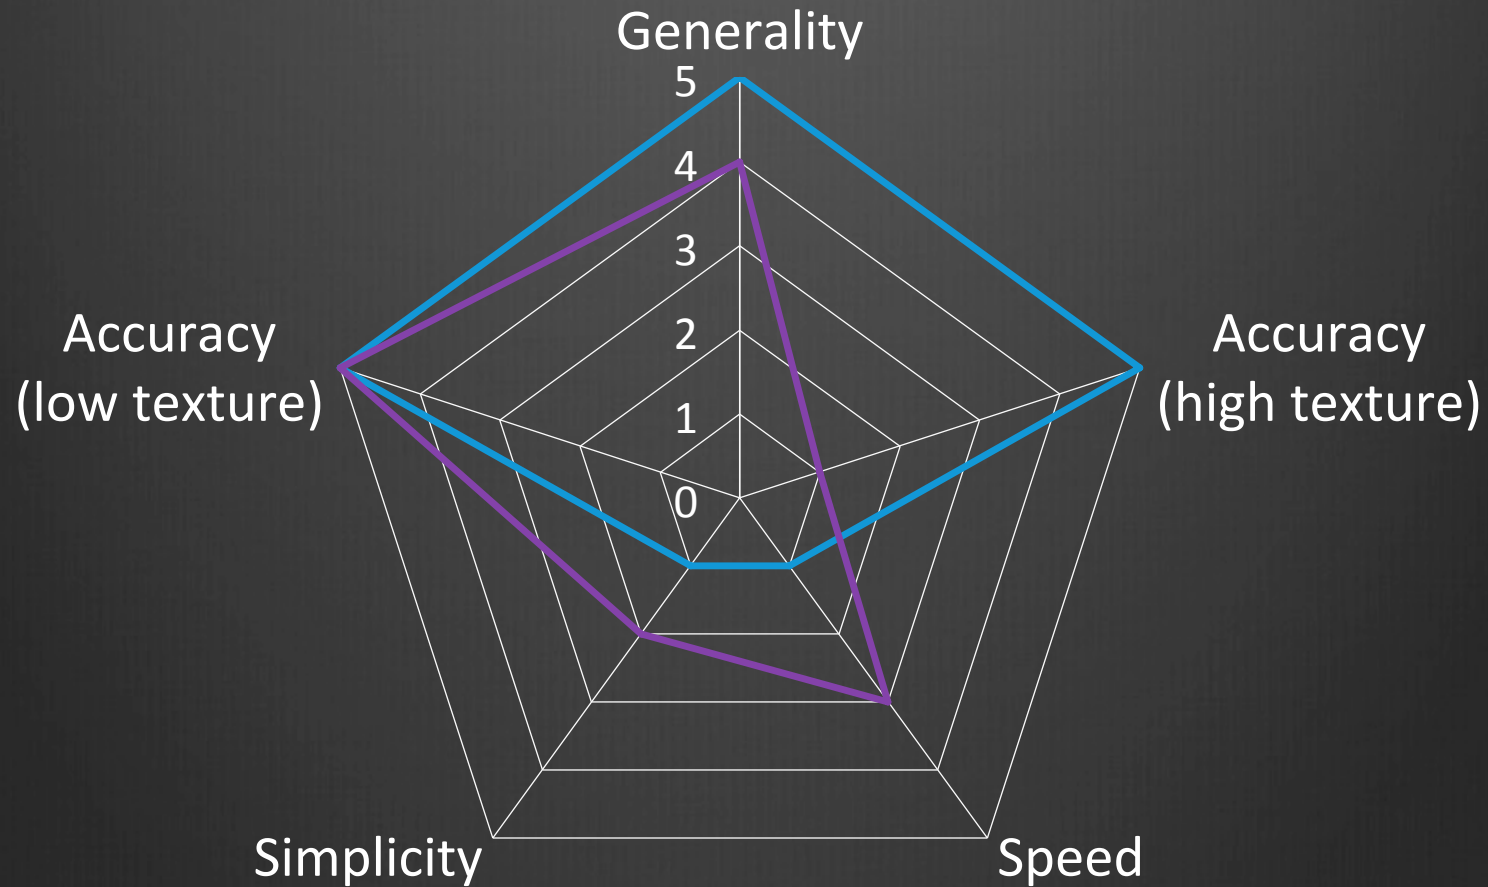 Generality
5
4
3
2
1
0
Accuracy
(high texture)
Speed
Simplicity
Accuracy
(low texture)